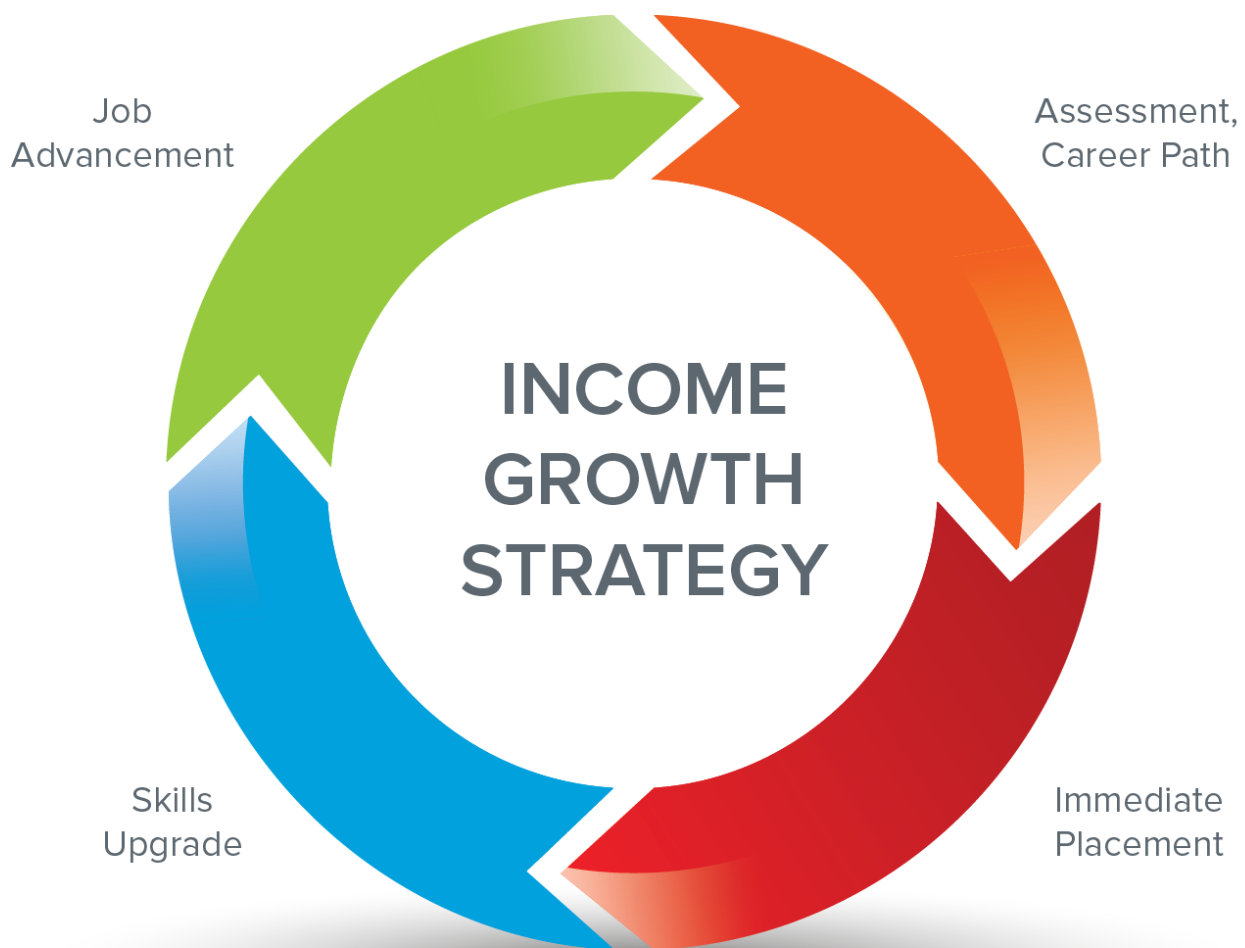 Job
Advancement
Assessment,
Career Path
INCOME
GROWTH
STRATEGY
Skills
Upgrade
Immediate
Placement